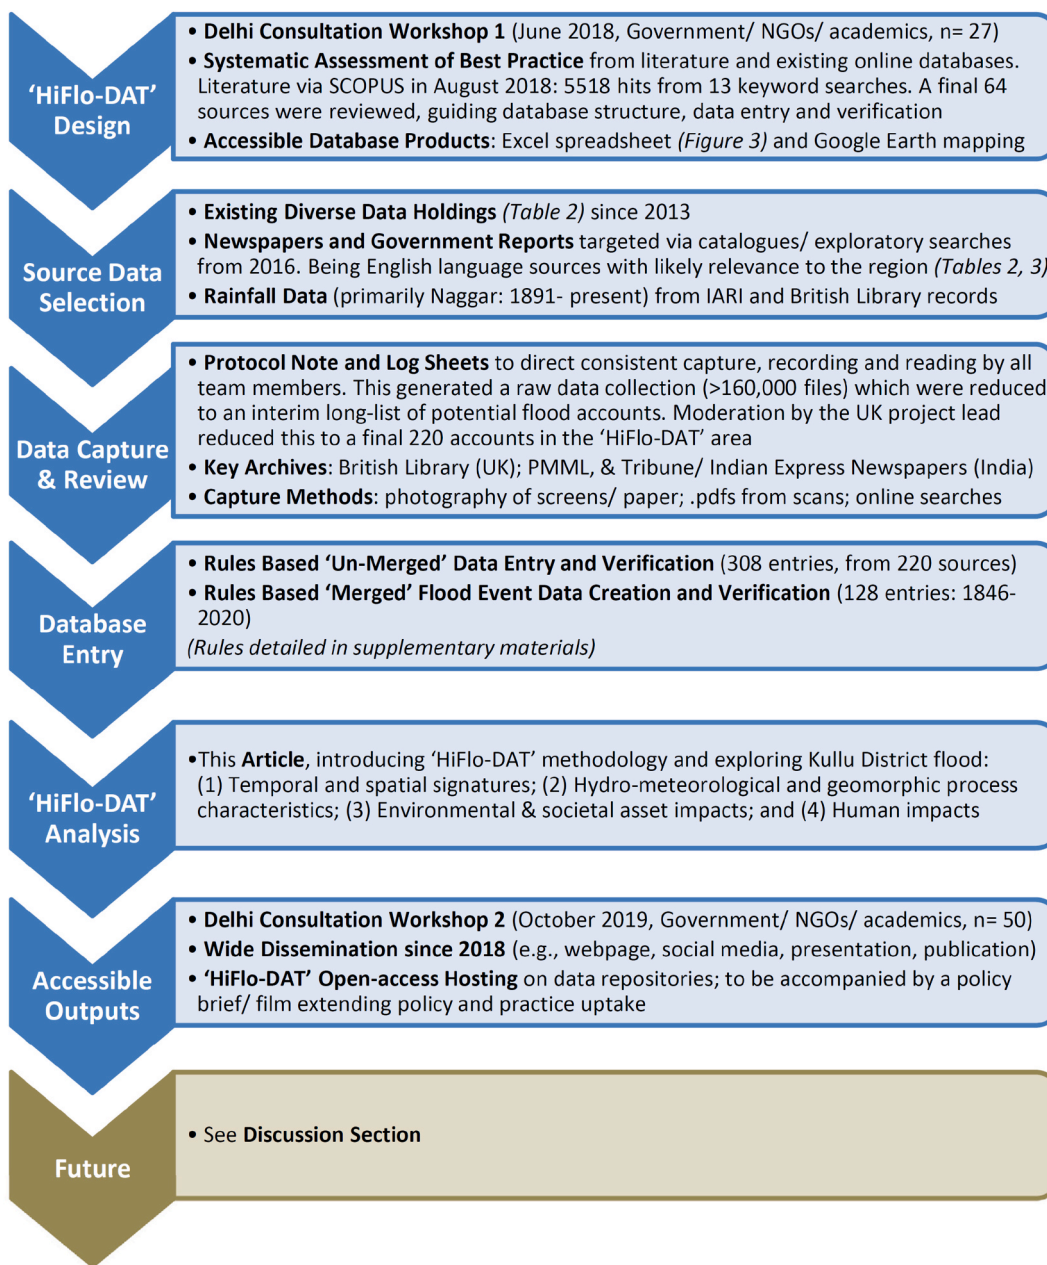 'HiFlo-DAT'
Design
• Delhi Consultation Workshop 1 (June 2018, Government/ NGOs/ academics, n= 27)
• Systematic Assessment of Best Practice from literature and existing online databases.
Literature via SCOPUS in August 2018: 5518 hits from 13 keyword searches. A final 64
sources were reviewed, guiding database structure, data entry and verification
• Accessible Database Products: Excel spreadsheet (Figure 3) and Google Earth mapping
Source Data
Selection
• Existing Diverse Data Holdings (Table 2) since 2013
• Newspapers and Government Reports targeted via catalogues/ exploratory searches
from 2016. Being English language sources with likely relevance to the region (Tables 2, 3)
• Rainfall Data (primarily Naggar: 1891- present) from IARI and British Library records
Data Capture
& Review
• Protocol Note and Log Sheets to direct consistent capture, recording and reading by all
team members. This generated a raw data collection (>160,000 files) which were reduced
to an interim long-list of potential flood accounts. Moderation by the UK project lead
reduced this to a final 220 accounts in the 'HiFlo-DAT' area
• Key Archives: British Library (UK); PMML, & Tribune/ Indian Express Newspapers (India)
• Capture Methods: photography of screens/ paper; .pdfs from scans; online searches
Database
Entry
• Rules Based 'Un-Merged' Data Entry and Verification (308 entries, from 220 sources)
• Rules Based 'Merged' Flood Event Data Creation and Verification (128 entries: 1846-
2020)
(Rules detailed in supplementary materials)
'HiFlo-DAT'
Analysis
•This Article, introducing 'HiFlo-DAT' methodology and exploring Kullu District flood:
(1) Temporal and spatial signatures; (2) Hydro-meteorological and geomorphic process
characteristics; (3) Environmental & societal asset impacts; and (4) Human impacts
Accessible
Outputs
• Delhi Consultation Workshop 2 (October 2019, Government/ NGOs/ academics, n= 50)
• Wide Dissemination since 2018 (e.g., webpage, social media, presentation, publication)
• 'HiFlo-DAT' Open-access Hosting on data repositories; to be accompanied by a policy
brief/ film extending policy and practice uptake
Future
• See Discussion Section